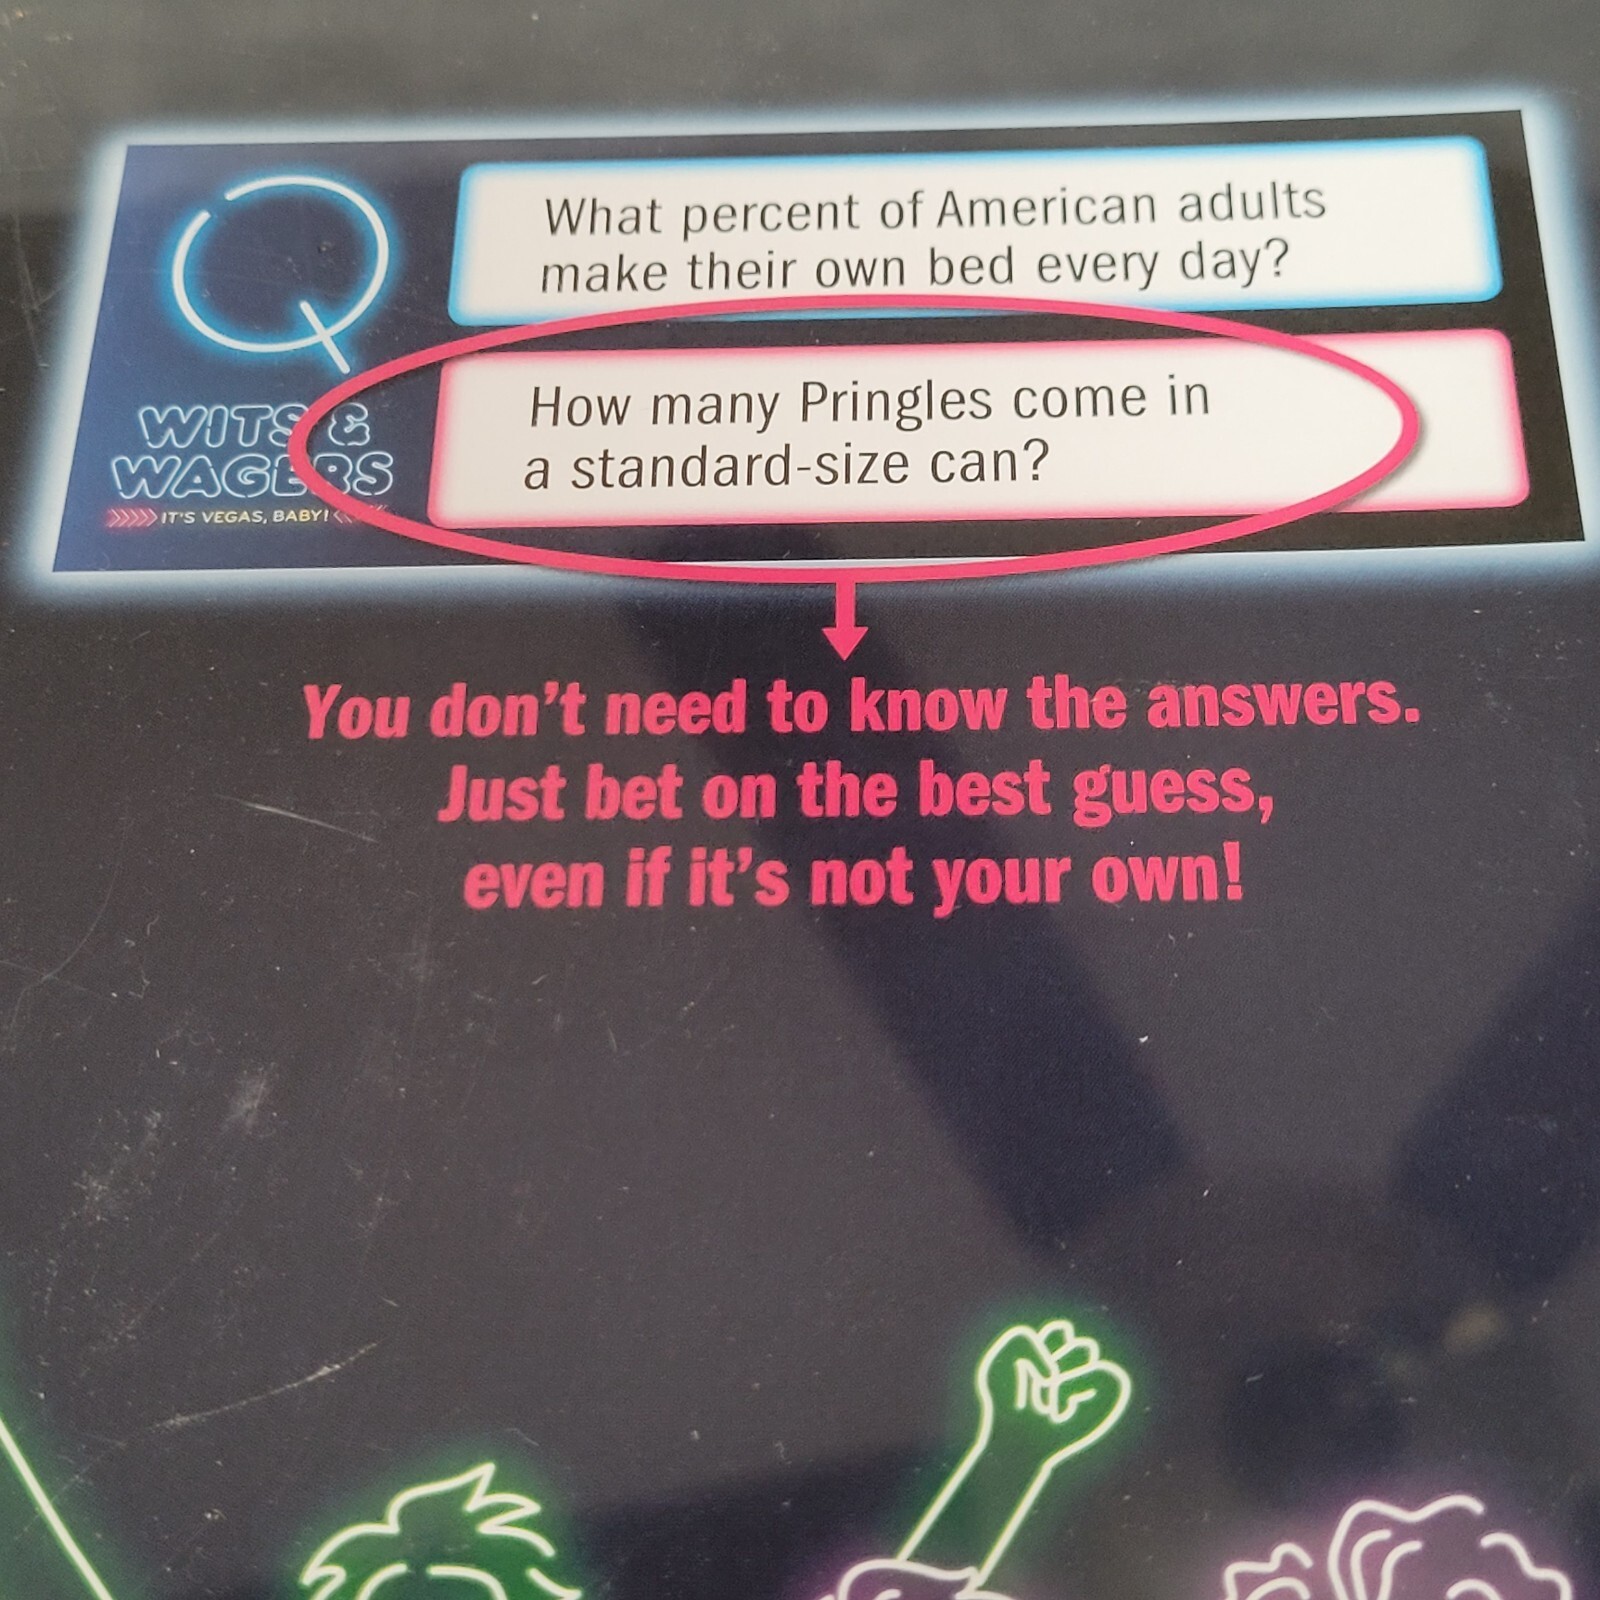 What percent of American adults
make their own bed every day?
How many Pringles come in
a standard-size can?
WITS &
WAGERS
IT'S VEGAS, BABY!
You don't need to know the answers.
Just bet on the best guess,
even if it's not your own!